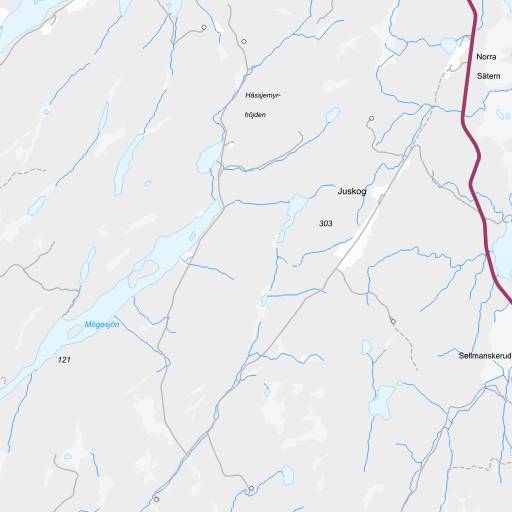 Norra
Sätern
Hässjemyr-
höjden
Juskog
303
Mögesjön
121
Sellmanskerud